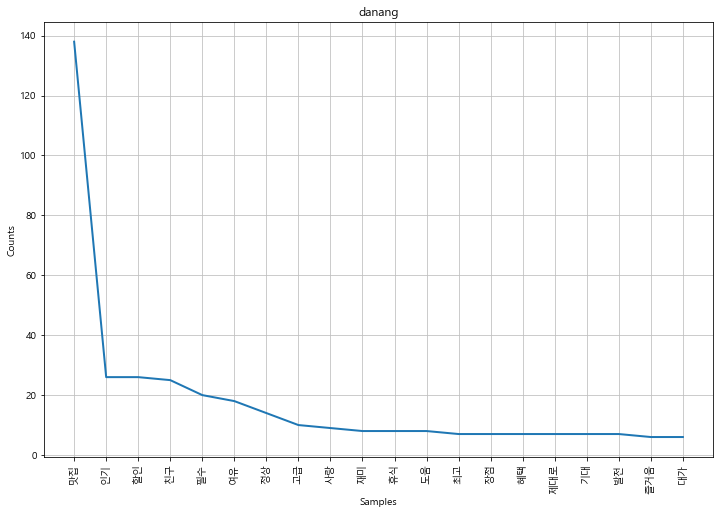 danang
140
120
100
80
60
40
20
0
Counts
맛집
인기
할인
친구
필수
여유
정상
고급
사랑
재미
휴식
도움
최고
장점
혜택
제대로
기대
발전
즐거움
대가
Samples